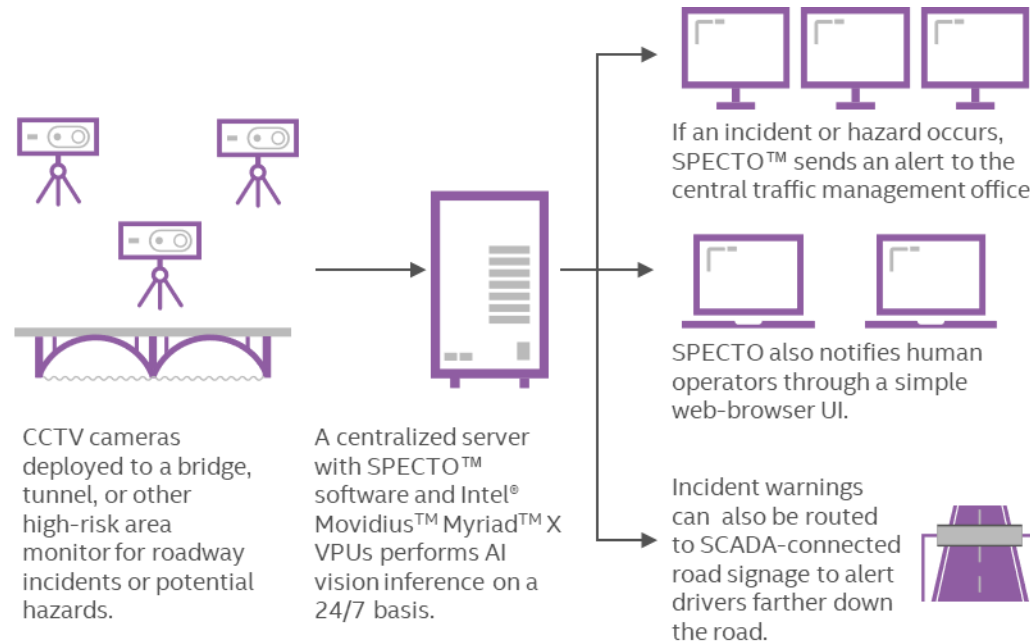 CCTV cameras
deployed to a bridge,
tunnel, or other
high-risk area
monitor for roadway
incidents or potential
hazards.
A centralized server
with SPECTO™
software and Intel®
Movidius™ Myriad™ X
VPUs performs AI
vision inference on a
24/7 basis.
If an incident or hazard occurs,
SPECTO™ sends an alert to the
central traffic management office
SPECTO also notifies human
operators through a simple
web-browser UI.
Incident warnings
can  also be routed
to SCADA-connected
road signage to alert
drivers farther down
the road.